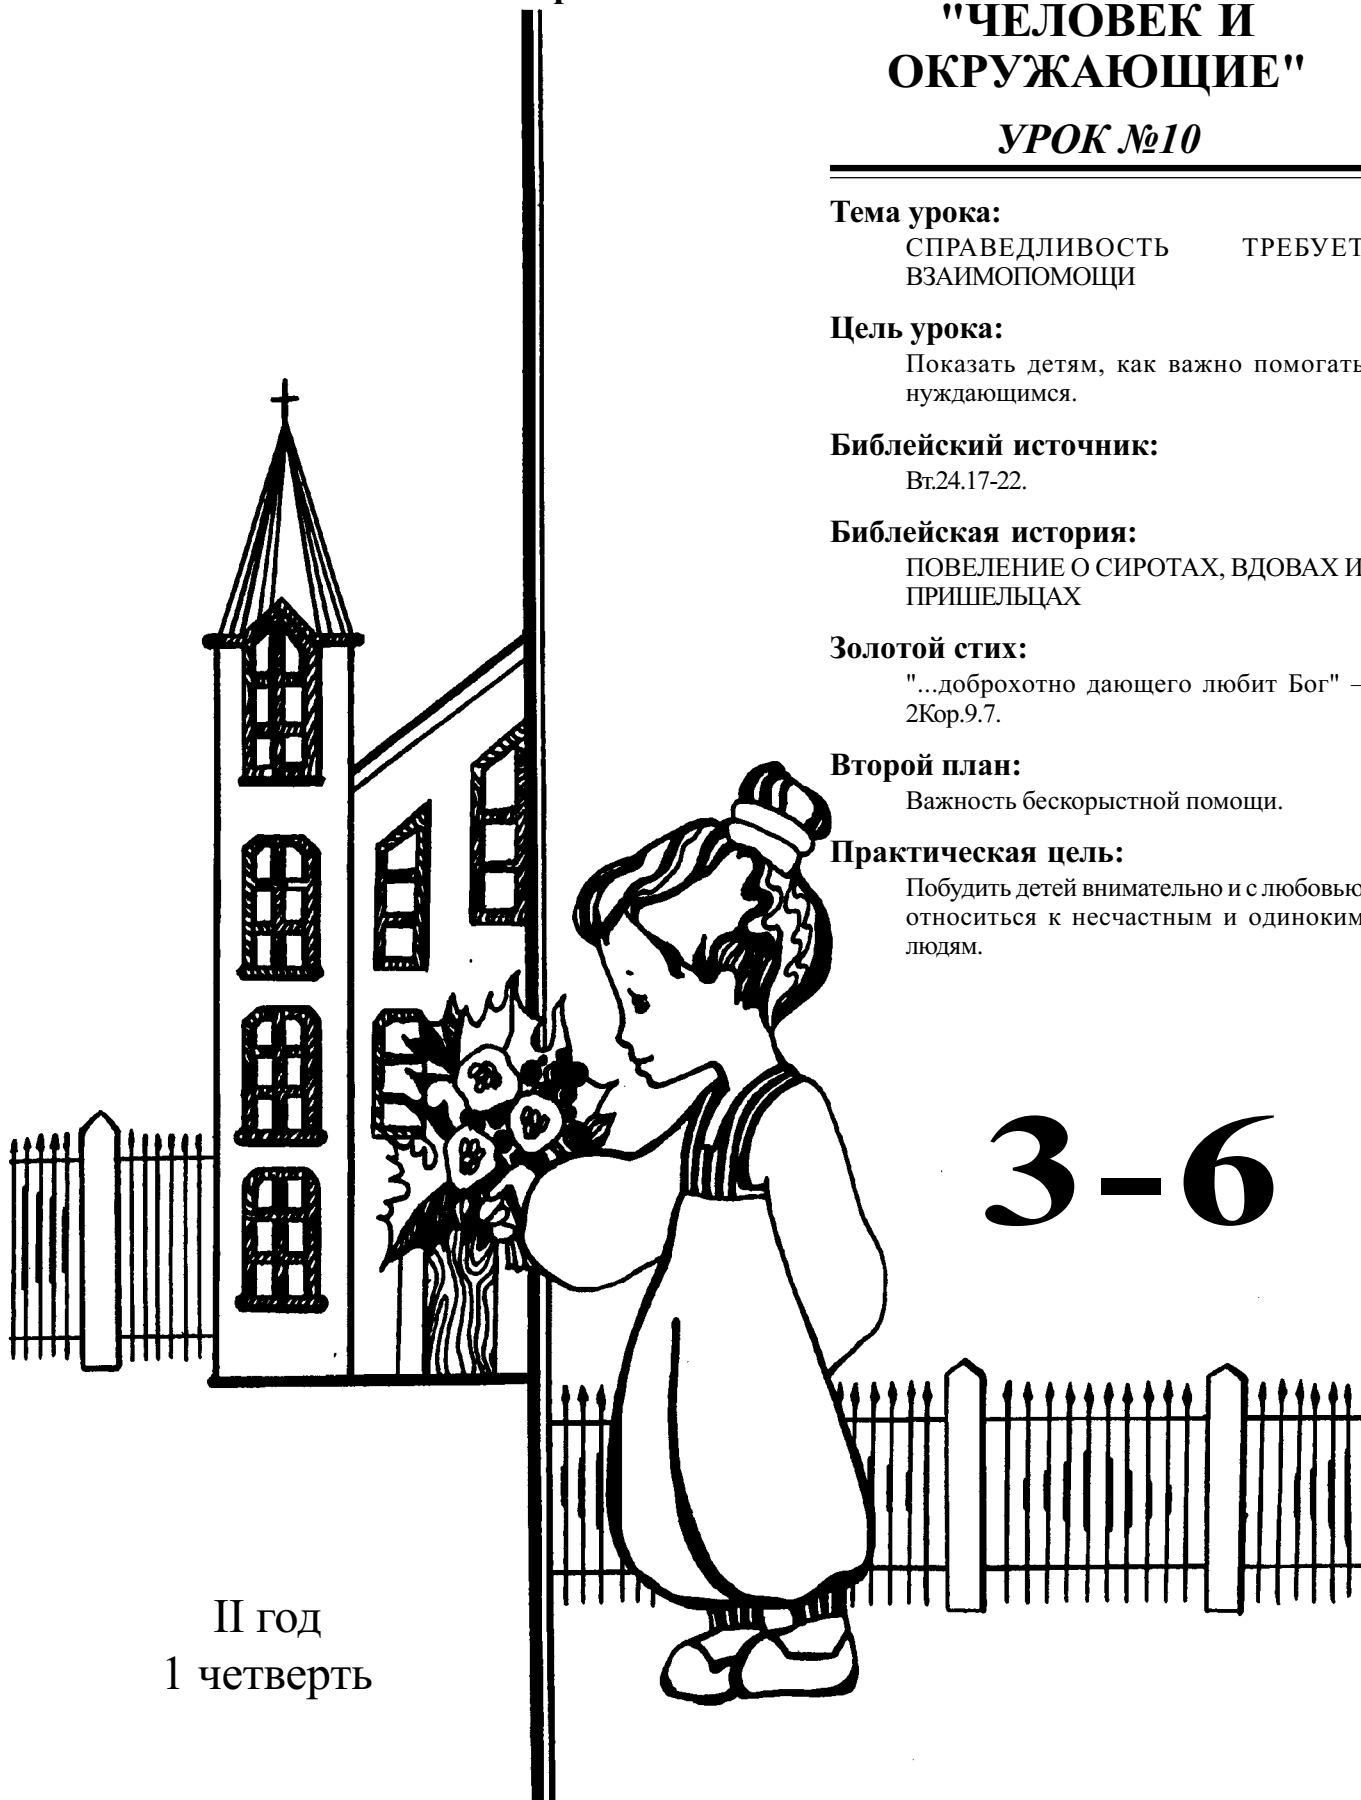 "ЧЕЛОВЕК И
ОКРУЖАЮЩИЕ"
УРОК №10
Тема урока:
СПРАВЕДЛИВОСТЬ ТРЕБУЕТ
ВЗАИМОПОМОЩИ
Цель урока:
Показать детям, как важно помогать
нуждающимся.
Библейский источник:
Вт.24.17-22.
Библейская история:
ПОВЕЛЕНИЕ О СИРОТАХ, ВДОВАХ И
ПРИШЕЛЬЦАХ
Золотой стих:
"...доброхотно дающего любит Бог" –
2Кор.9.7.
Второй план:
Важность бескорыстной помощи.
Практическая цель:
Побудить детей внимательно и с любовью
относиться к несчастным и одиноким
людям.
3-6
II год
1 четверть